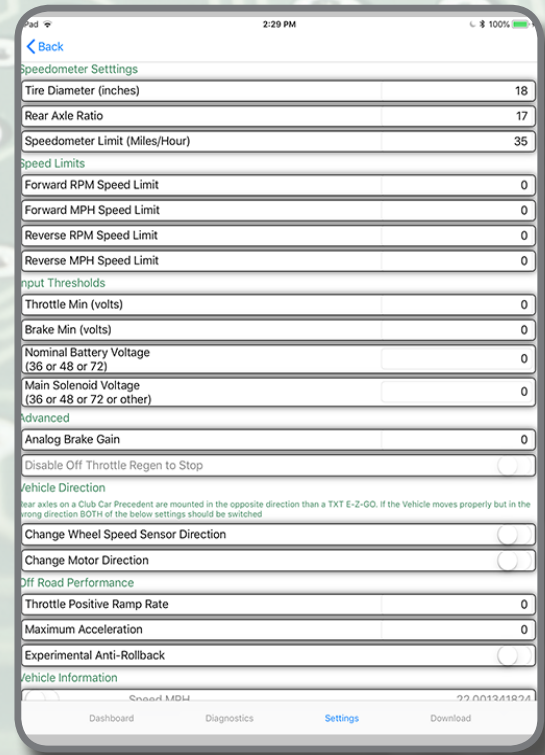 Pad 2:29 PM 100%
Back
Speedometer Setttings
Tire Diameter (inches) 18
Rear Axle Ratio 17
Speedometer Limit (Miles/Hour) 35
Speed Limits
Forward RPM Speed Limit 0
Forward MPH Speed Limit 0
Reverse RPM Speed Limit 0
Reverse MPH Speed Limit 0
nput Thresholds
Throttle Min (volts) 0
Brake Min (volts) 0
Nominal Battery Voltage
(36 or 48 or 72) 0
Main Solenoid Voltage
(36 or 48 or 72 or other) 0
Advanced
Analog Brake Gain 0
Disable Off Throttle Regen to Stop
Vehicle Direction
Rear axles on a Club Car Precedent are mounted in the opposite direction than a TXT E-Z-GO. If the Vehicle moves properly but in the
wrong direction BOTH of the below settings should be switched
Change Wheel Speed Sensor Direction
Change Motor Direction
Off Road Performance
Throttle Positive Ramp Rate 0
Maximum Acceleration 0
Experimental Anti-Rollback
Vehicle Information
Speed MPH 22.001341824
Dashboard Diagnostics Settings Download